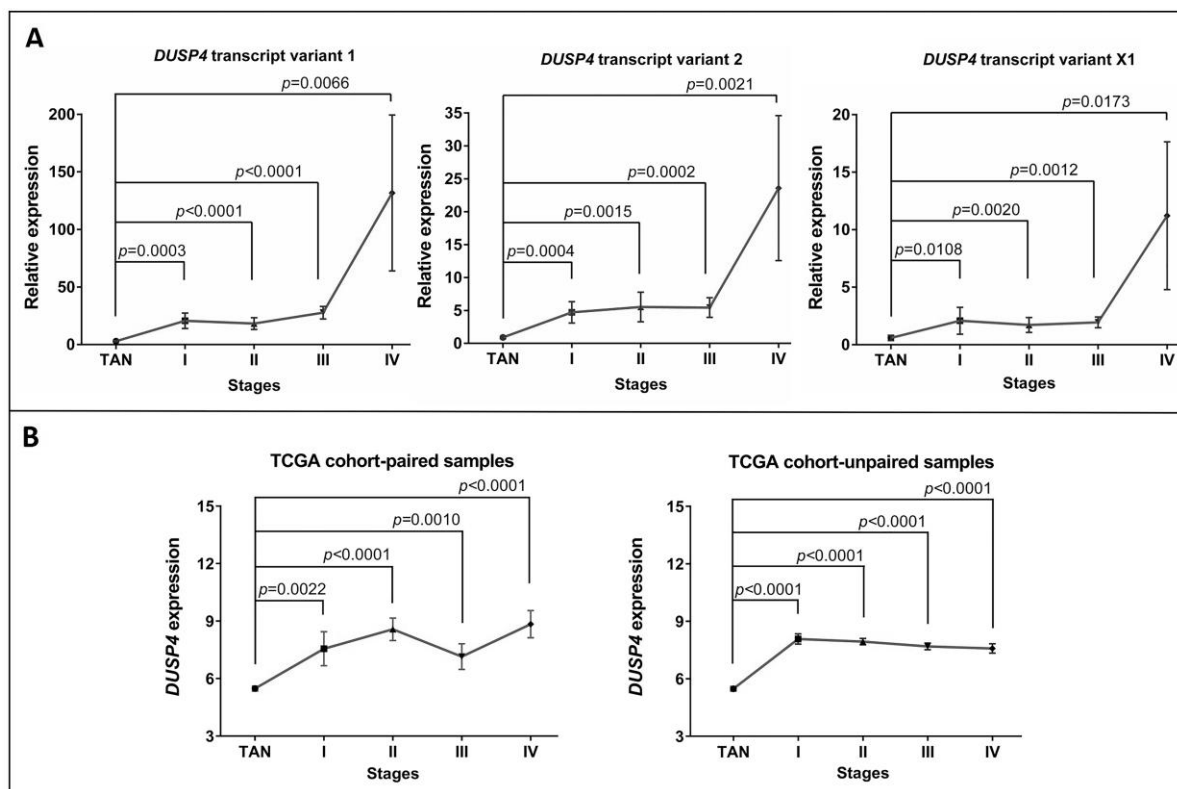 A
DUSP4 transcript variant 1
p=0.0066
p<0.0001
p<0.0001
p=0.0003
Relative expression
200
150
100
50
0
TAN I II III IV
Stages
DUSP4 transcript variant 2
p=0.0021
p=0.0002
p=0.0015
p=0.0004
Relative expression
35
30
25
20
15
10
5
0
TAN I II III IV
Stages
DUSP4 transcript variant X1
p=0.0173
p=0.0012
p=0.0020
p=0.0108
Relative expression
20
15
10
5
0
TAN I II III IV
Stages
B
TCGA cohort-paired samples
p<0.0001
p=0.0010
p<0.0001
p=0.0022
DUSP4 expression
15
12
9
6
3
TAN I II III IV
Stages
TCGA cohort-unpaired samples
p<0.0001
p<0.0001
p<0.0001
p<0.0001
DUSP4 expression
15
12
9
6
3
TAN I II III IV
Stages